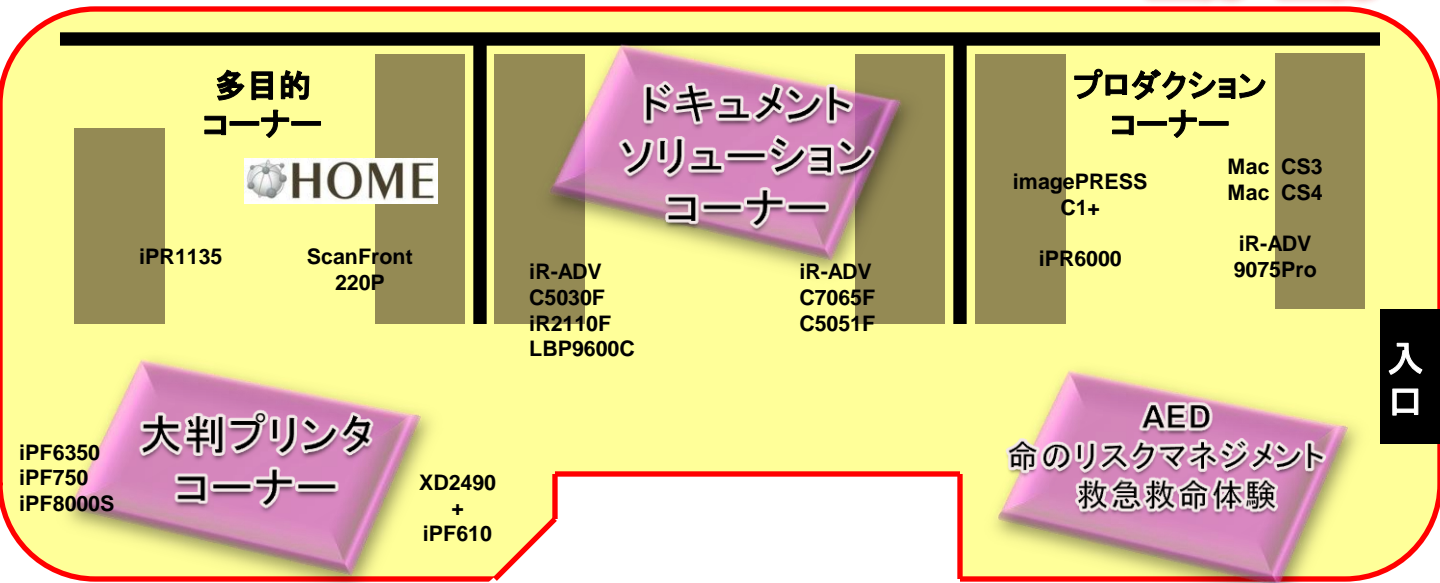 多目的
コーナー
HOME
iPR1135
ScanFront
220P
ドキュメント
ソリューション
コーナー
iR-ADV
C5030F
iR2110F
LBP9600C
iR-ADV
C7065F
C5051F
プロダクション
コーナー
imagePRESS
C1+
iPR6000
Mac CS3
Mac CS4
iR-ADV
9075Pro
入
口
大判プリンタ
コーナー
iPF6350
iPF750
iPF8000S
XD2490
+
iPF610
AED
命のリスクマネジメント
救急救命体験